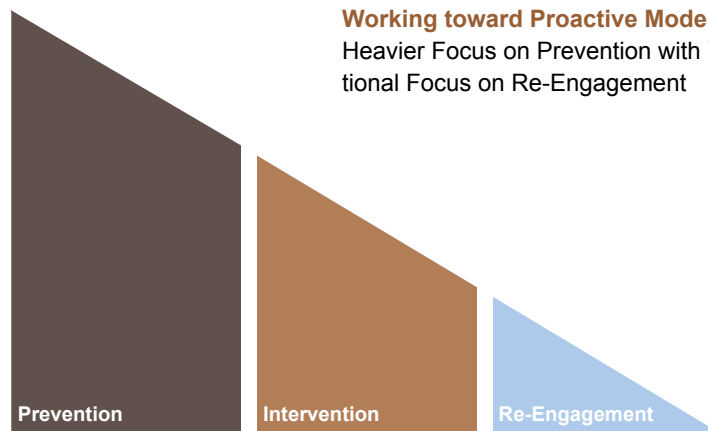 Working toward Proactive Mode
Heavier Focus on Prevention with
tional Focus on Re-Engagement
Prevention
Intervention
Re-Engagement